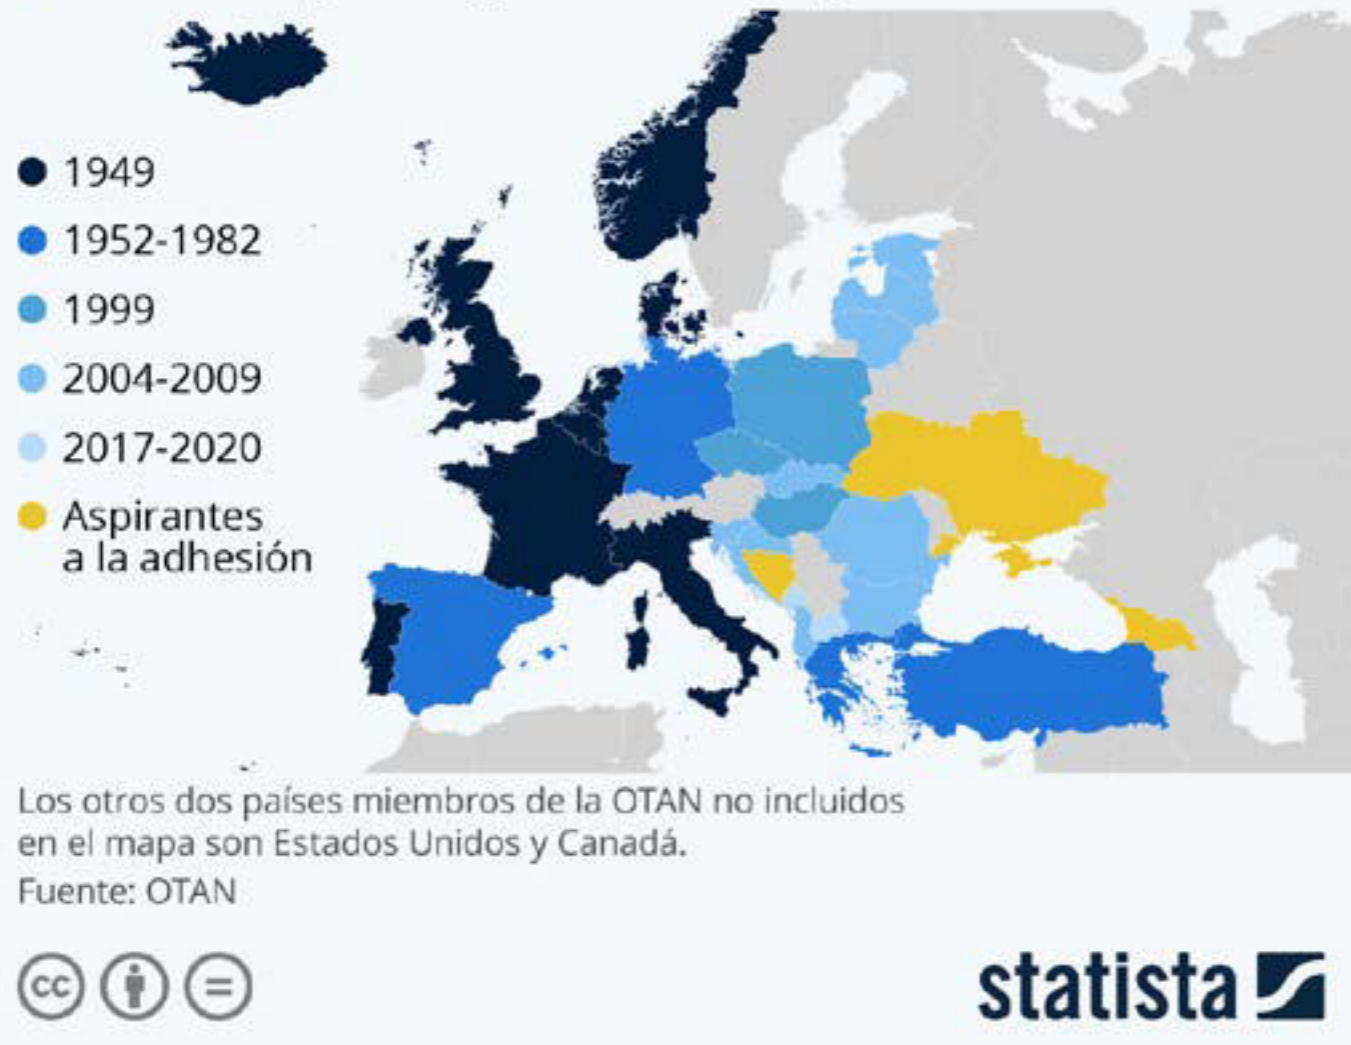 1949
1952-1982
1999
2004-2009
2017-2020
Aspirantes
a la adhesión
Los otros dos países miembros de la OTAN no incluidos
en el mapa son Estados Unidos y Canadá.
Fuente: OTAN
cc
=
statista